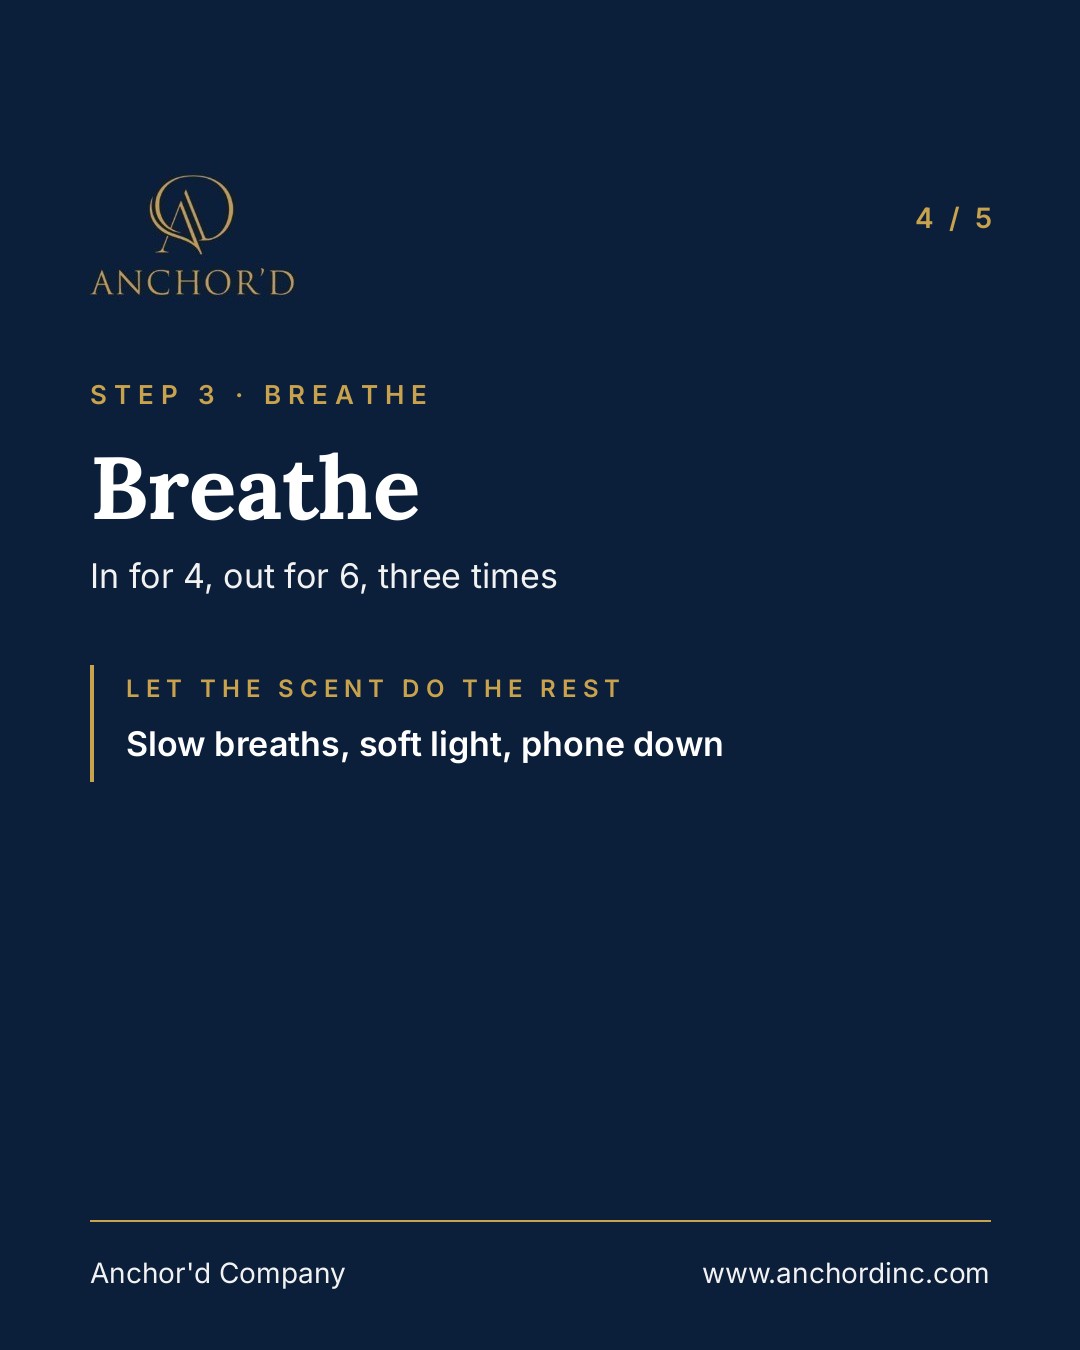 ANCHOR’D
4 / 5
STEP 3 · BREATHE
Breathe
In for 4, out for 6, three times
LET THE SCENT DO THE REST
Slow breaths, soft light, phone down
Anchor'd Company
www.anchordinc.com